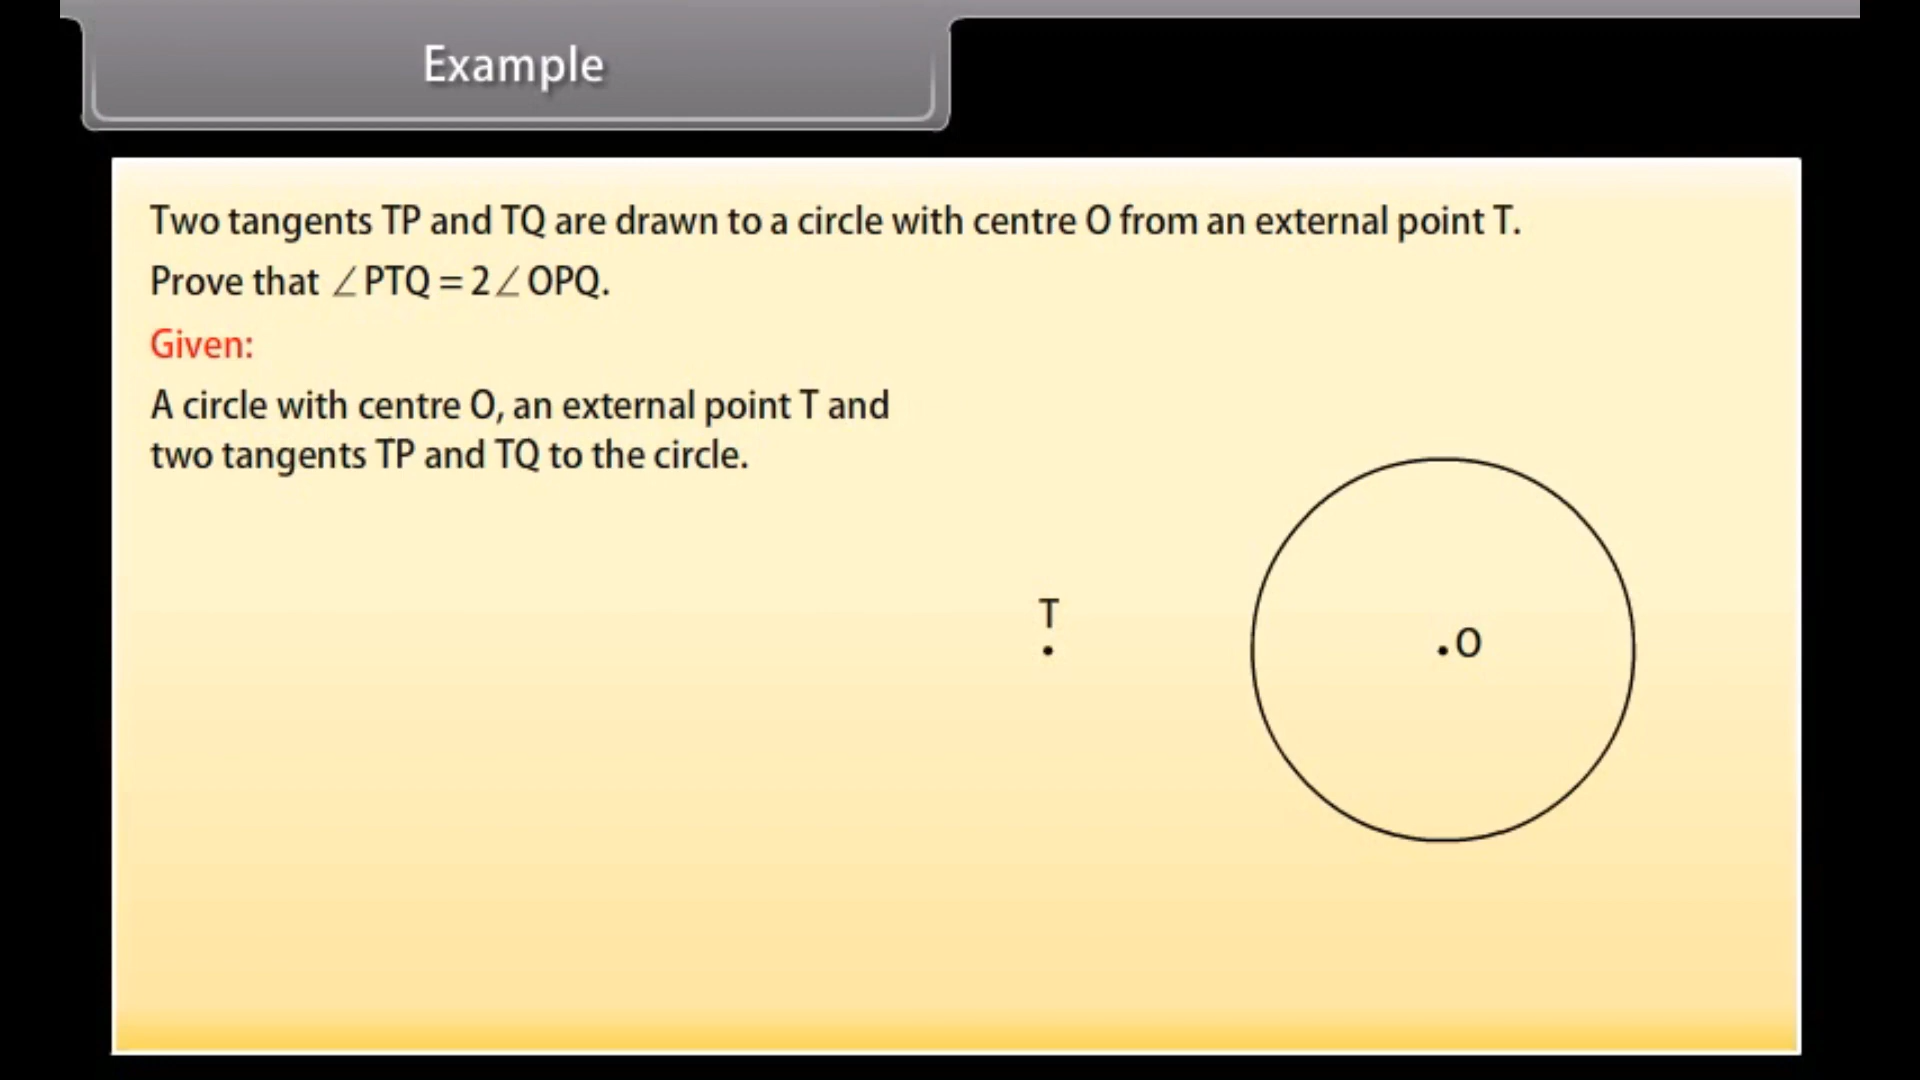 Example
Two tangents TP and TQ are drawn to a circle with centre O from an external point T.
Prove that ∠PTQ = 2∠OPQ.
Given:
A circle with centre O, an external point T and
two tangents TP and TQ to the circle.
T
O